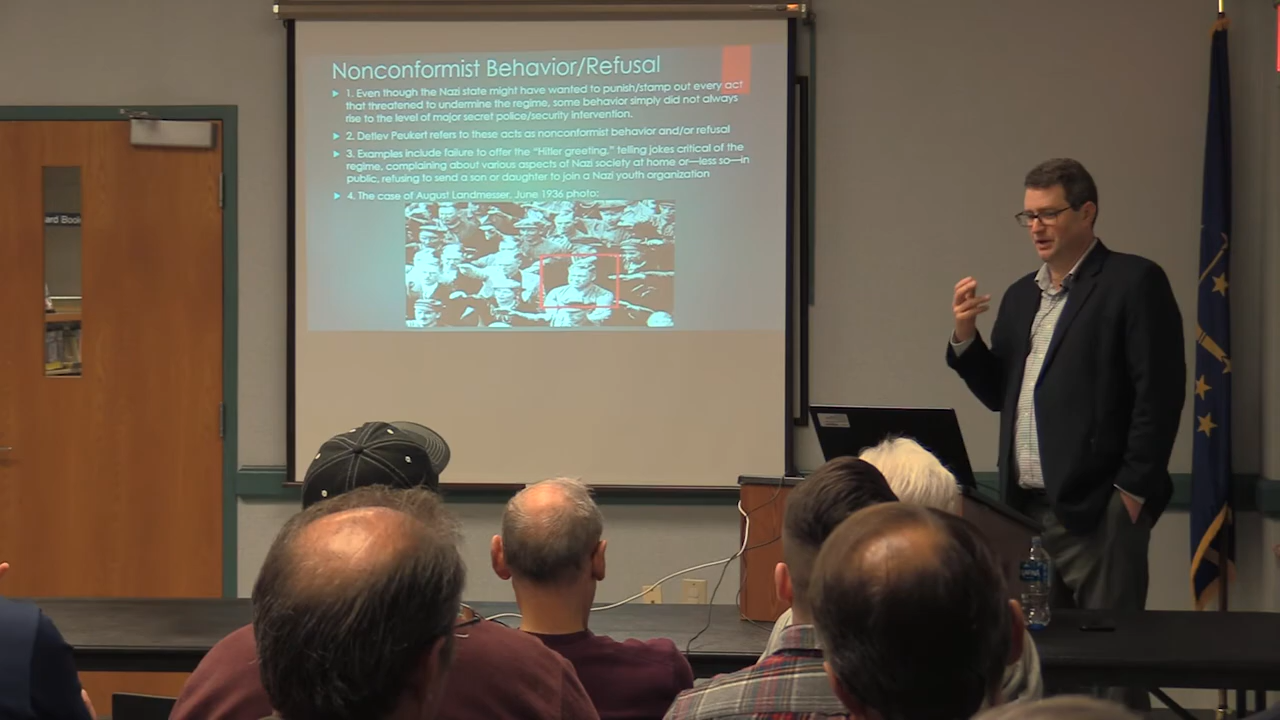 Nonconformist Behavior/Refusal
1. Even though the Nazi state might have wanted to punish/stamp out every act
that threatened to undermine the regime, some behavior simply did not always
rise to the level of major secret police/security intervention.
2. Detlev Peukert refers to these acts as nonconformist behavior and/or refusal
3. Examples include failure to offer the “Hitler greeting,” telling jokes critical of the
regime, complaining about various aspects of Nazi society at home or—less so—in
public, refusing to send a son or daughter to join a Nazi youth organization
4. The case of August Landmesser, June 1936 photo:
ard Book